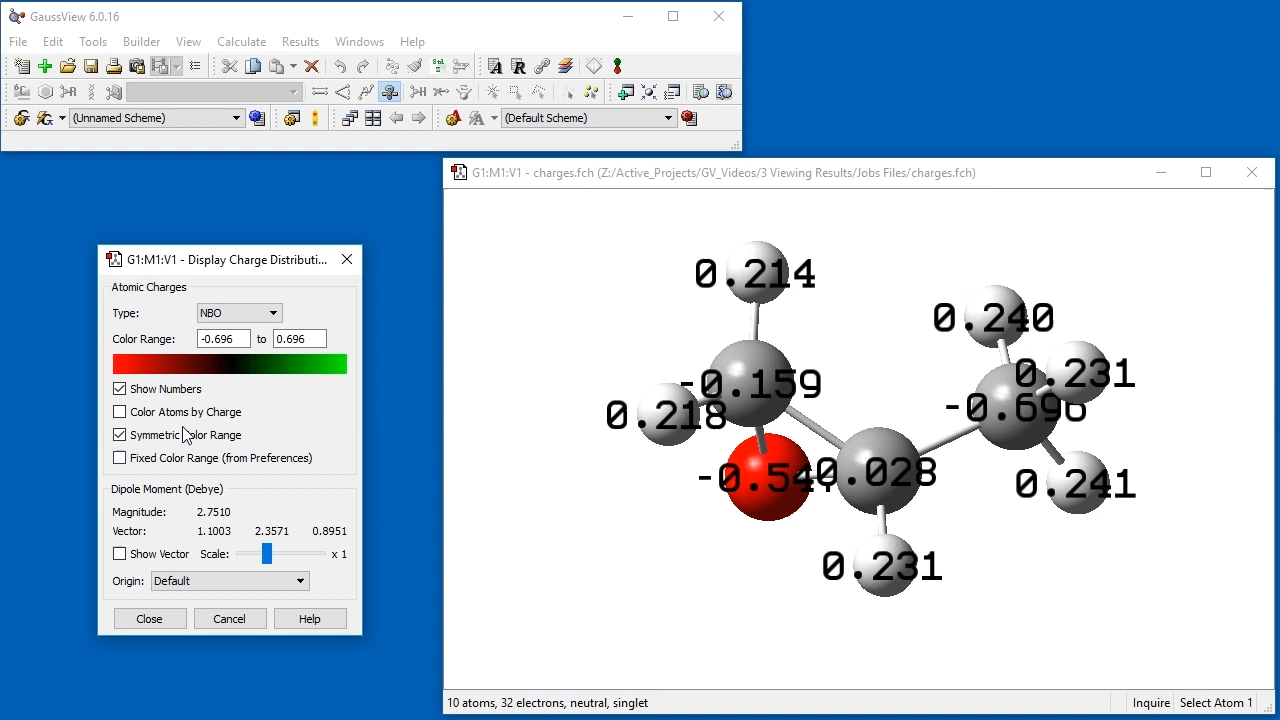 GaussView 6.0.16
File Edit Tools Builder View Calculate Results Windows Help
(Unnamed Scheme) (Default Scheme)
G1:M1:V1 - charges.fch (Z:/Active_Projects/GV_Videos/3 Viewing Results/Jobs Files/charges.fch)
G1:M1:V1 - Display Charge Distributi...
Atomic Charges
Type: NBO
Color Range: -0.696 to 0.696
Show Numbers
Color Atoms by Charge
Symmetric Color Range
Fixed Color Range (from Preferences)
Dipole Moment (Debye)
Magnitude: 2.7510
Vector: 1.1003 2.3571 0.8951
Show Vector Scale: x 1
Origin: Default
Close Cancel Help
0.214
0.240
0.231
-0.159
-0.696
0.218
0.028
0.241
0.231
10 atoms, 32 electrons, neutral, singlet
Inquire Select Atom 1